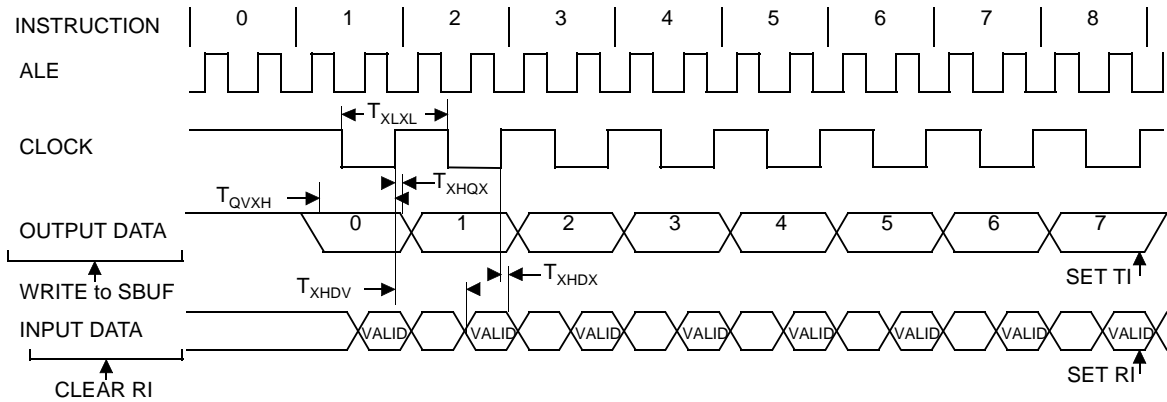 INSTRUCTION 0 1 2 3 4 5 6 7 8
ALE
T_XLXL
CLOCK
T_XHQX
T_QVXH
OUTPUT DATA 0 1 2 3 4 5 6 7
T_XHDX SET TI
WRITE to SBUF T_XHDV
INPUT DATA VALID VALID VALID VALID VALID VALID VALID VALID
SET RI
CLEAR RI